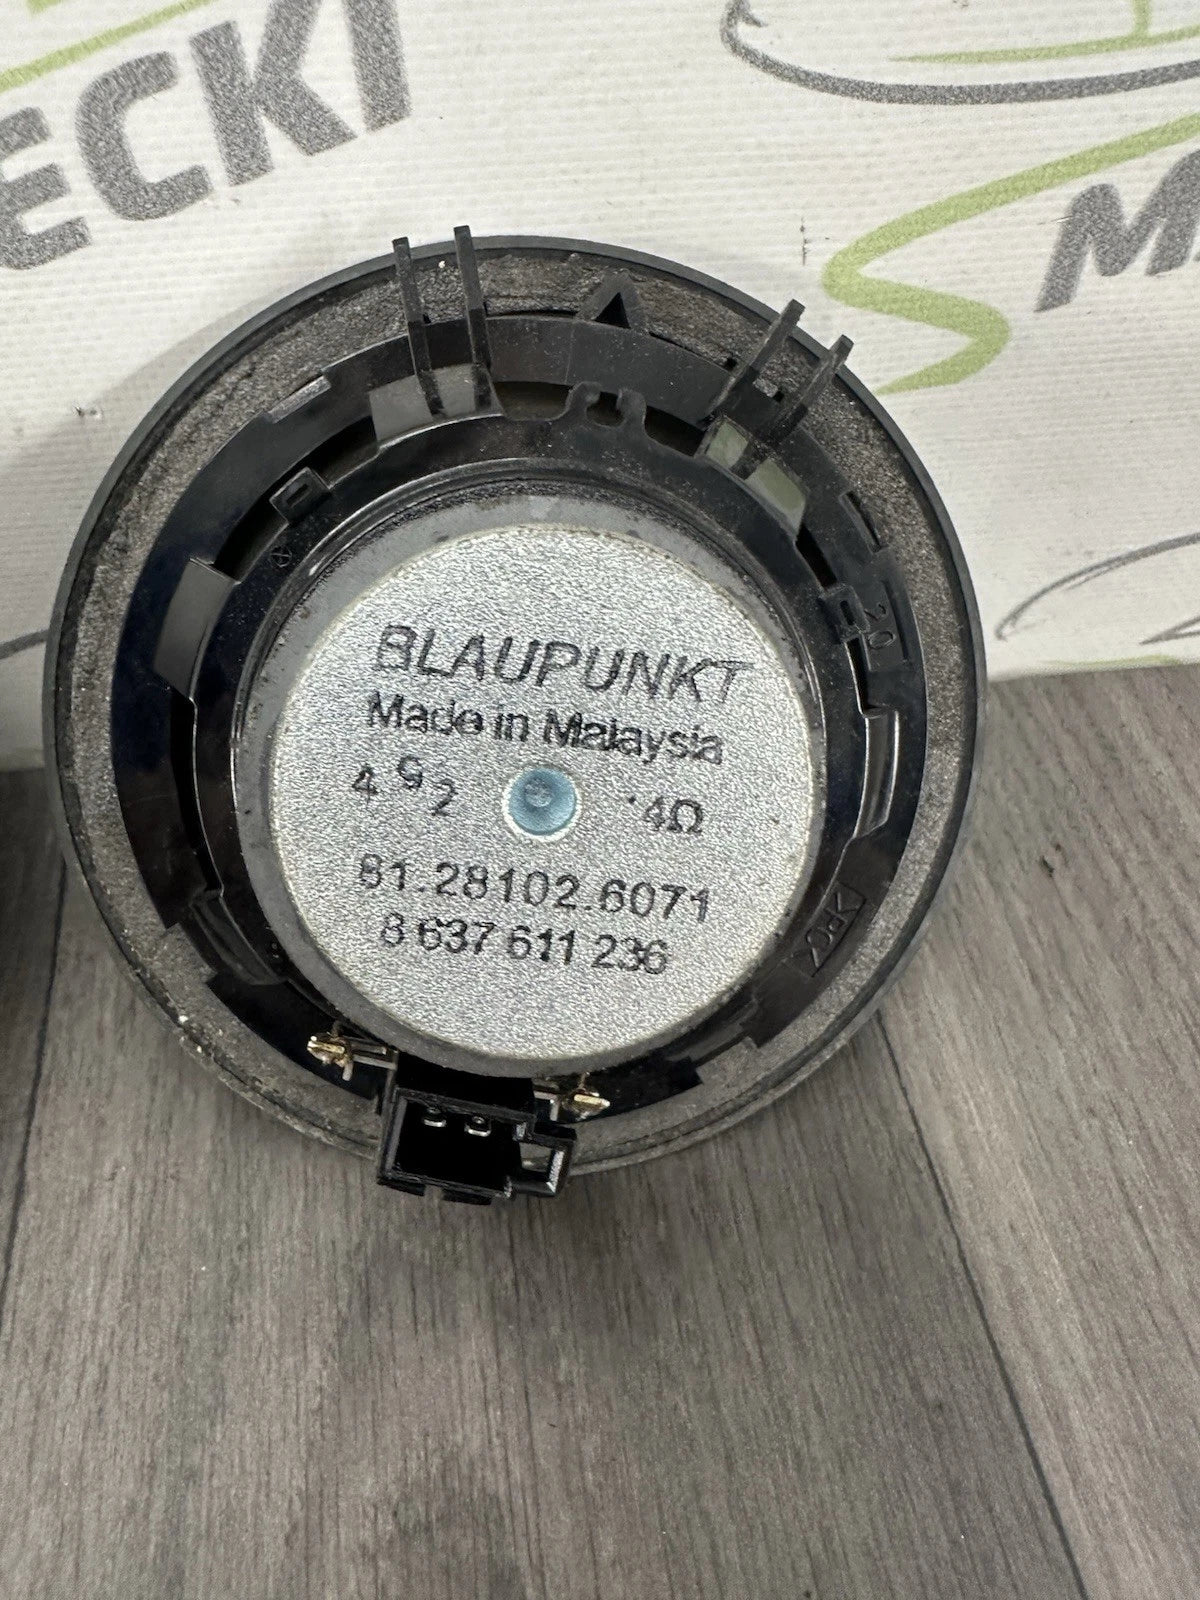 ECKI
M
BLAUPUNKT
Made in Malaysia
4 9 2 4Ω
81.28102.6071
8 637 611 236
20